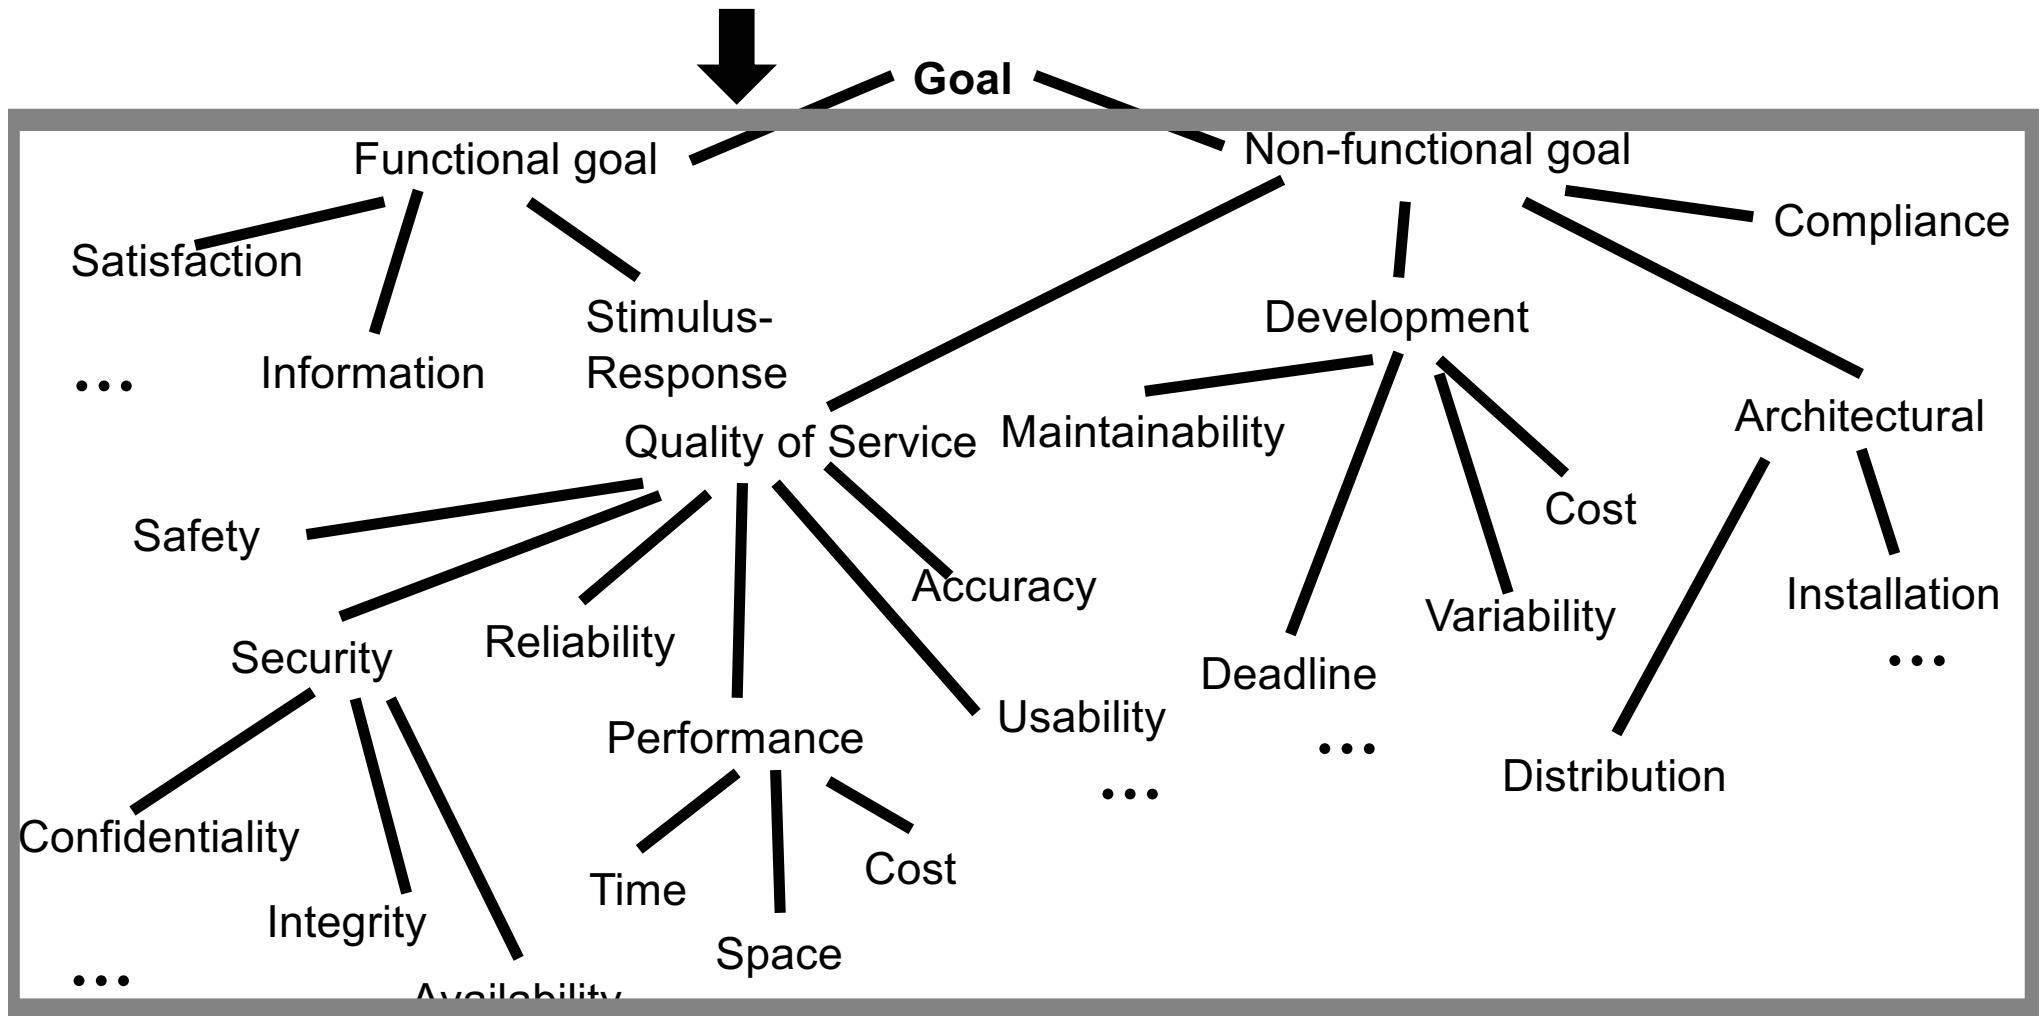 Goal
Functional goal
Non-functional goal
Compliance
Satisfaction
Stimulus-
Response
Development
...
Information
Quality of Service
Maintainability
Architectural
Safety
Cost
Accuracy
Installation
Variability
Reliability
Security
...
Deadline
Usability
Performance
...
Distribution
...
Confidentiality
Cost
Time
Integrity
Space
...
Availability